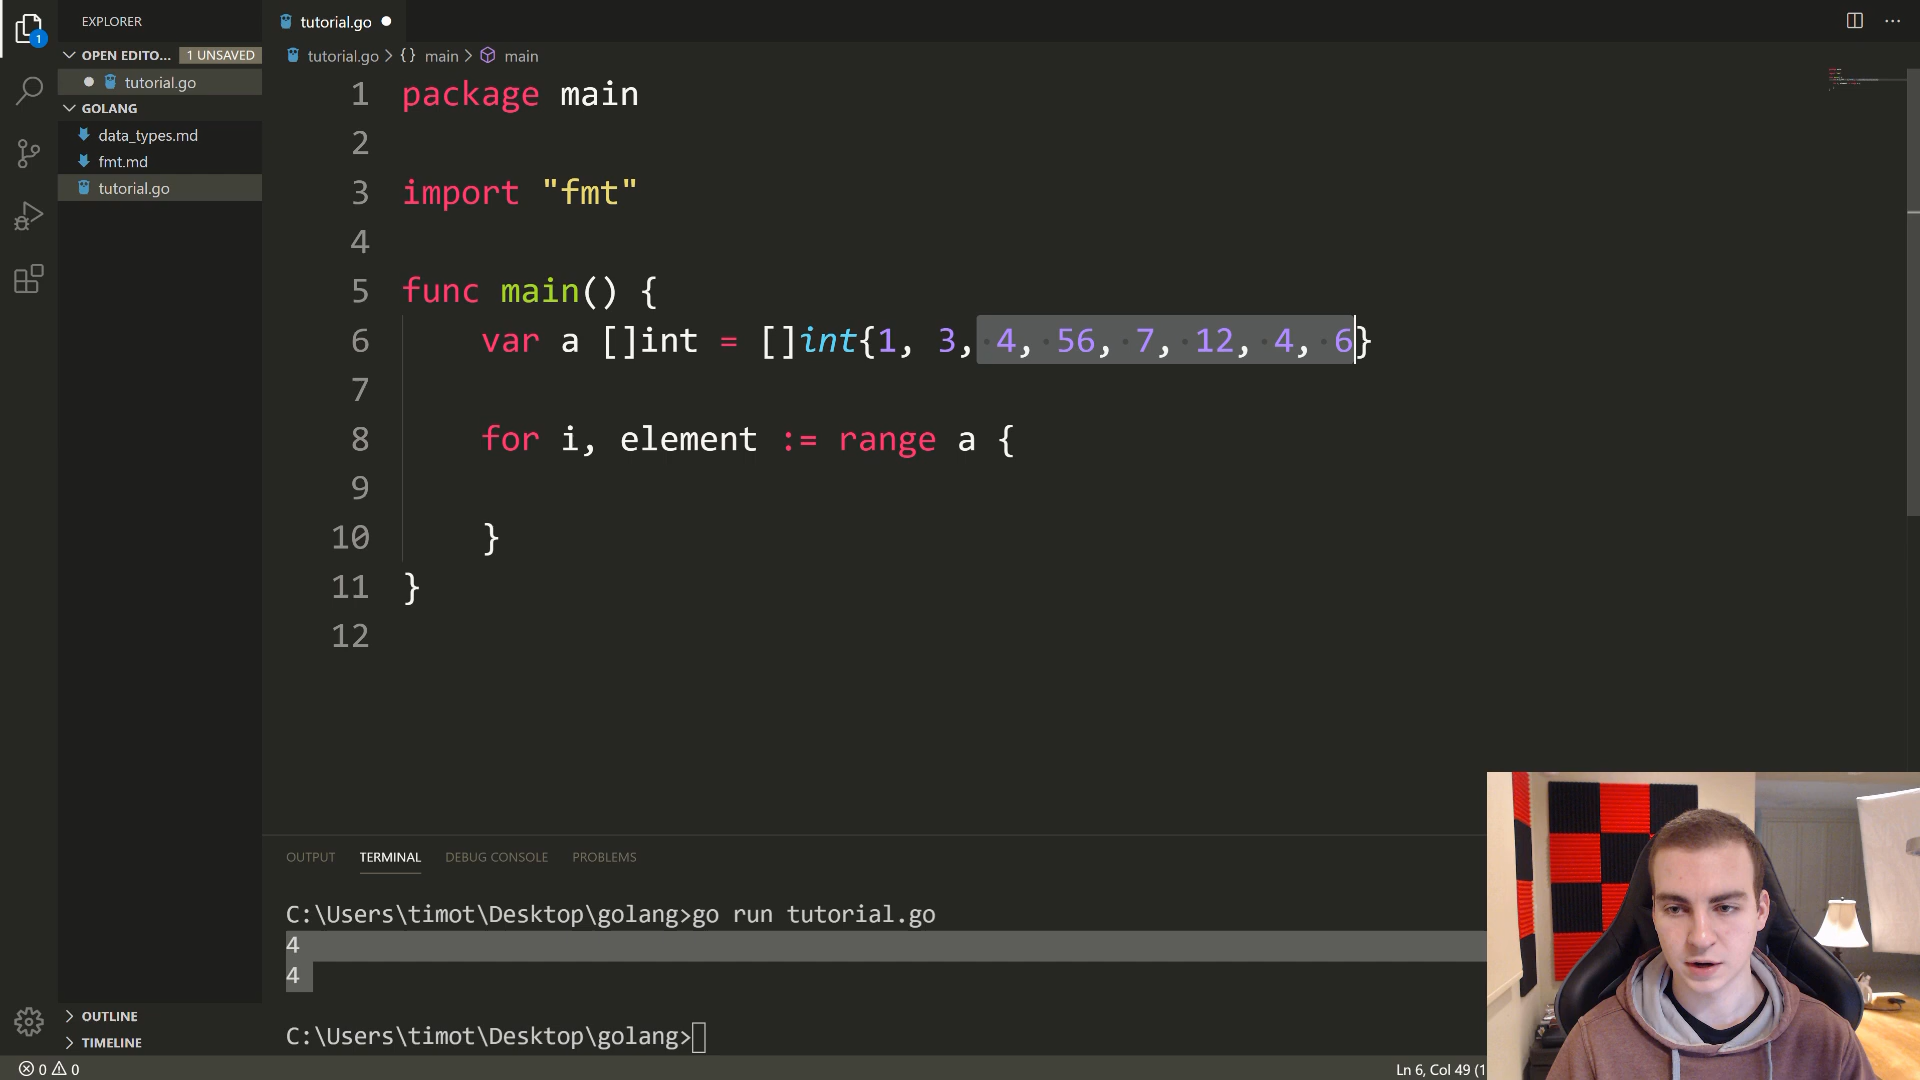 EXPLORER
OPEN EDITO... 1 UNSAVED
tutorial.go
GOLANG
data_types.md
fmt.md
tutorial.go
OUTLINE
TIMELINE
1
tutorial.go
tutorial.go > {} main > main
1 package main
2
3 import "fmt"
4
5 func main() {
6 var a []int = []int{1, 3, 4, 56, 7, 12, 4, 6}
7
8 for i, element := range a {
9
10 }
11 }
12
OUTPUT TERMINAL DEBUG CONSOLE PROBLEMS
C:\Users\timot\Desktop\golang>go run tutorial.go
4
4
C:\Users\timot\Desktop\golang>
0 0
Ln 6, Col 49 (1